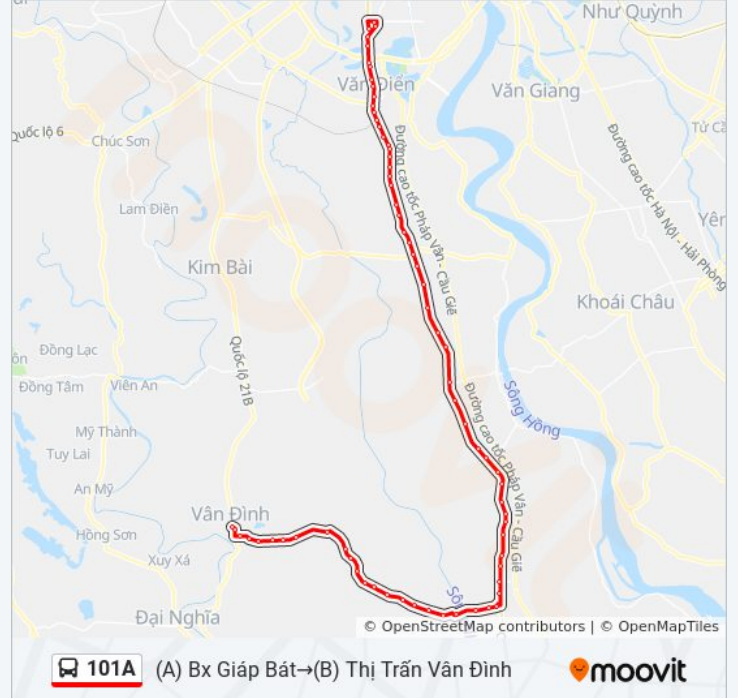 Như Quỳnh
Văn Điển
Văn Giang
Quốc lộ 6
Chúc Sơn
Đường cao tốc Pháp Vân - Cầu Giẽ
Đường cao tốc Hà Nội - Hải Phòng
Lam Điền
Kim Bài
Khoái Châu
Quốc lộ 21B
Đồng Lạc
Đồng Tâm
Viên An
Đường cao tốc Pháp Vân - Cầu Giẽ
Sông Hồng
Mỹ Thành
Tuy Lai
An Mỹ
Vân Đình
Hồng Sơn
Xuy Xá
Đại Nghĩa
© OpenStreetMap contributors | © OpenMapTiles
101A (A) Bx Giáp Bát→(B) Thị Trấn Vân Đình
moovit